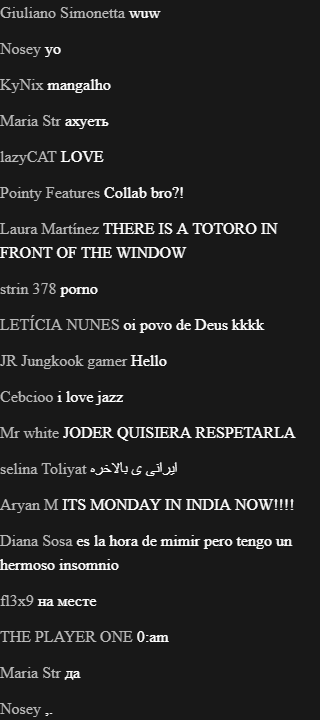 Giuliano Simonetta wuw
Nosey yo
KyNix mangalho
Maria Str ахуеть
lazyCAT LOVE
Pointy Features Collab bro?!
Laura Martínez THERE IS A TOTORO IN
FRONT OF THE WINDOW
strin 378 porno
LETÍCIA NUNES oi povo de Deus kkkk
JR Jungkook gamer Hello
Cebcioo i love jazz
Mr white JODER QUISIERA RESPETARLA
selina Toliyat ایرانی ی بالاخره
Aryan M ITS MONDAY IN INDIA NOW!!!!
Diana Sosa es la hora de mimir pero tengo un
hermoso insomnio
fl3x9 на месте
THE PLAYER ONE 0:am
Maria Str да
Nosey ,.